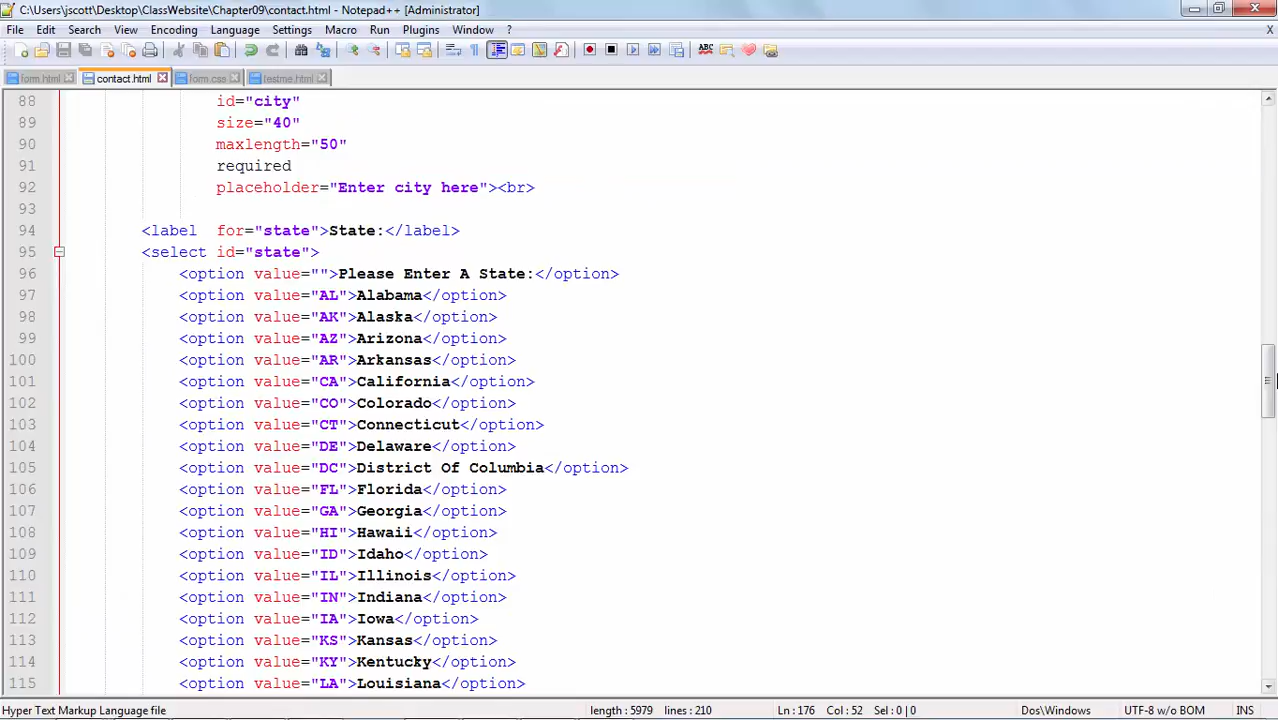 C:\Users\jscott\Desktop\ClassWebsite\Chapter09\contact.html - Notepad++ [Administrator]
File Edit Search View Encoding Language Settings Macro Run Plugins Window ? X
form.html contact.html form.css testme.html
88 id="city"
89 size="40"
90 maxlength="50"
91 required
92 placeholder="Enter city here"><br>
93
94 <label for="state">State:</label>
95 <select id="state">
96 <option value="">Please Enter A State:</option>
97 <option value="AL">Alabama</option>
98 <option value="AK">Alaska</option>
99 <option value="AZ">Arizona</option>
100 <option value="AR">Arkansas</option>
101 <option value="CA">California</option>
102 <option value="CO">Colorado</option>
103 <option value="CT">Connecticut</option>
104 <option value="DE">Delaware</option>
105 <option value="DC">District Of Columbia</option>
106 <option value="FL">Florida</option>
107 <option value="GA">Georgia</option>
108 <option value="HI">Hawaii</option>
109 <option value="ID">Idaho</option>
110 <option value="IL">Illinois</option>
111 <option value="IN">Indiana</option>
112 <option value="IA">Iowa</option>
113 <option value="KS">Kansas</option>
114 <option value="KY">Kentucky</option>
115 <option value="LA">Louisiana</option>
Hyper Text Markup Language file length : 5979 lines : 210 Ln : 176 Col : 52 Sel : 0 | 0 Dos\Windows UTF-8 w/o BOM INS